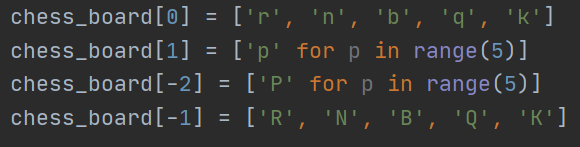 chess_board[0] = ['r', 'n', 'b', 'q', 'k']
chess_board[1] = ['p' for p in range(5)]
chess_board[-2] = ['P' for p in range(5)]
chess_board[-1] = ['R', 'N', 'B', 'Q', 'K']